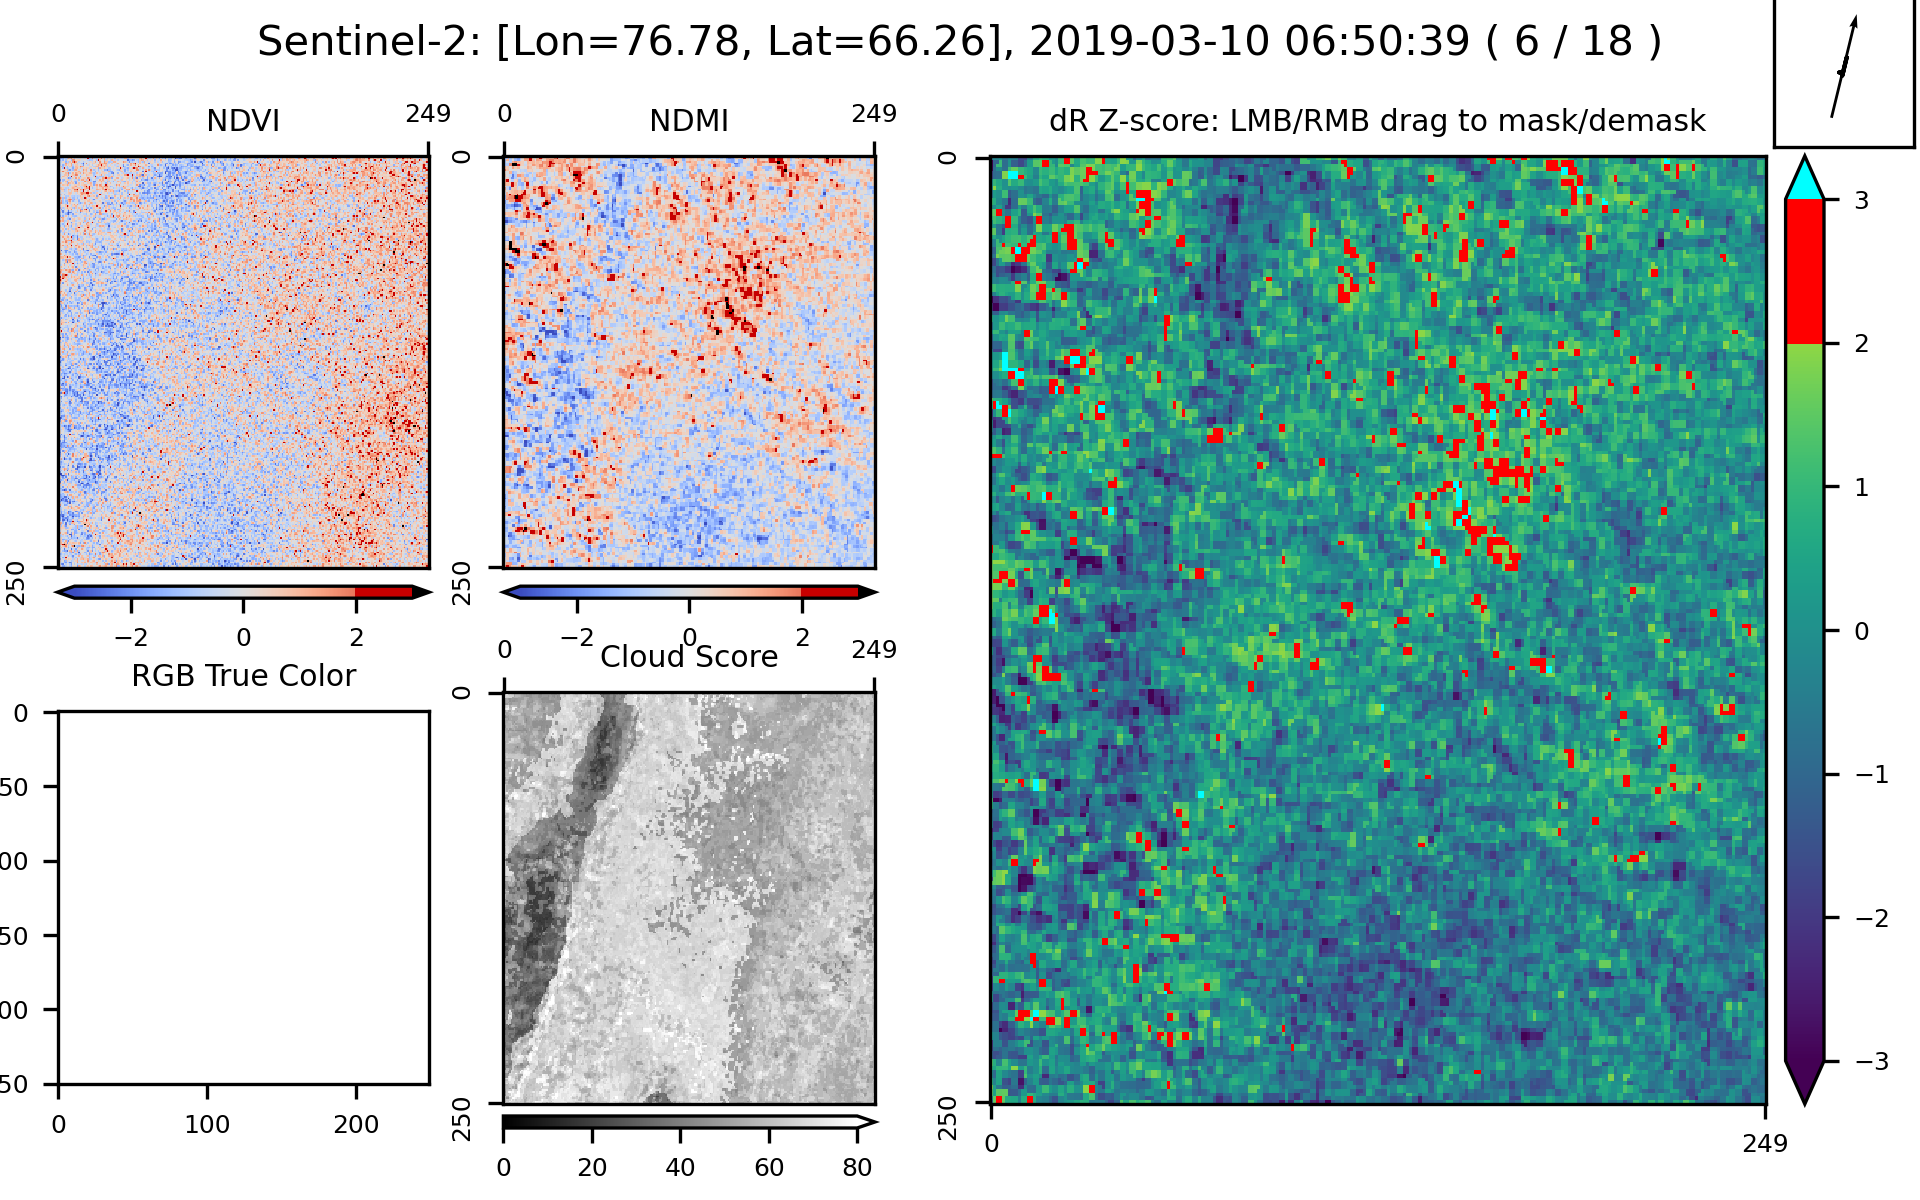 Sentinel-2: [Lon=76.78, Lat=66.26], 2019-03-10 06:50:39 ( 6 / 18 )
NDVI
0 249
0
250
−2 0 2
NDMI
0 249
0
250
−2 0 2
RGB True Color
0
50
00
50
00
50
0 100 200
Cloud Score
0 249
0
250
0 20 40 60 80
dR Z-score: LMB/RMB drag to mask/demask
0
250
0 249
3
2
1
0
−1
−2
−3